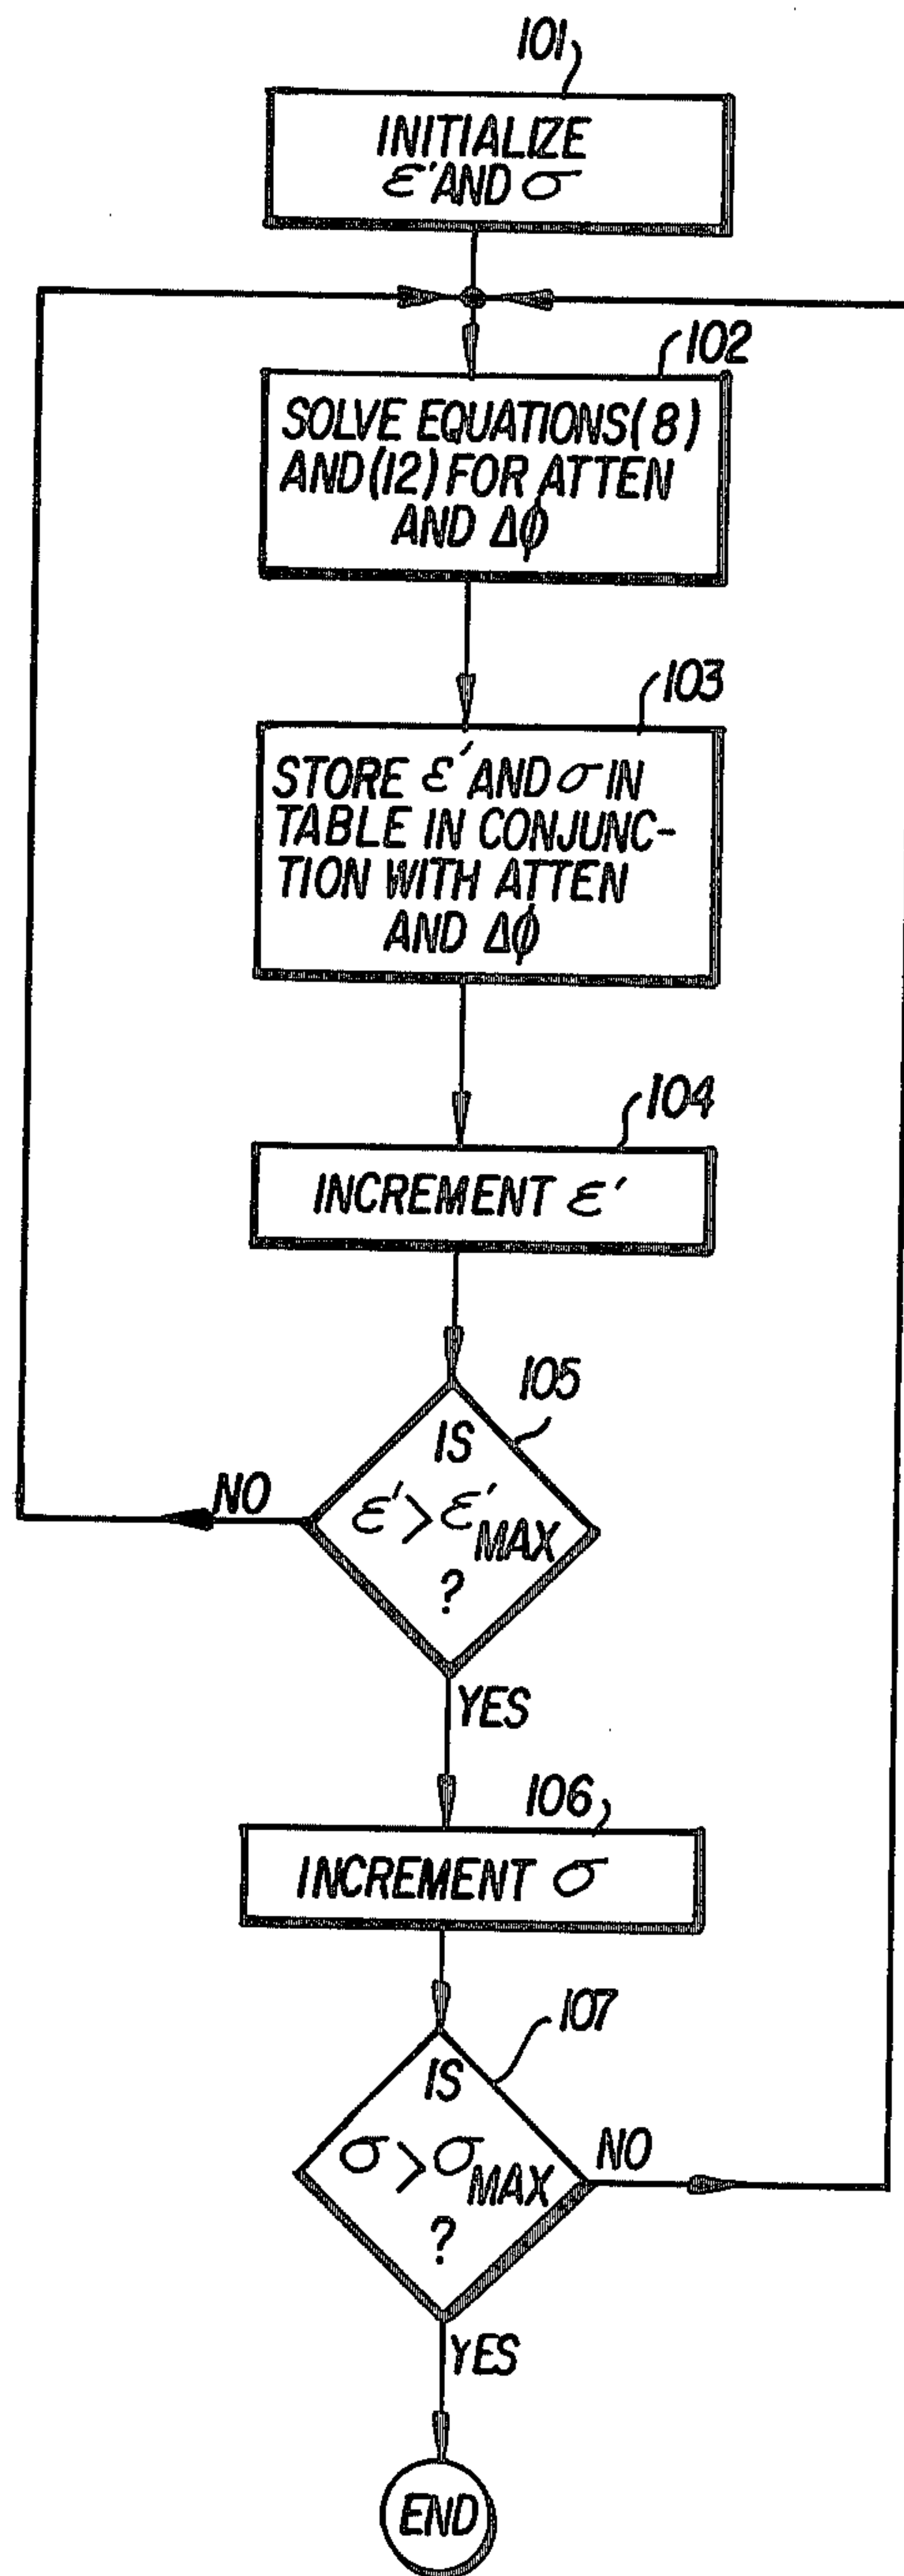 101
INITIALIZE
ε' AND σ
102
SOLVE EQUATIONS(8)
AND(12) FOR ATTEN
AND Δϕ
103
STORE ε' AND σ IN
TABLE IN CONJUNC-
TION WITH ATTEN
AND Δϕ
104
INCREMENT ε'
105
IS
ε' > ε'MAX
?
NO
YES
106
INCREMENT σ
107
IS
σ > σMAX
?
NO
YES
END